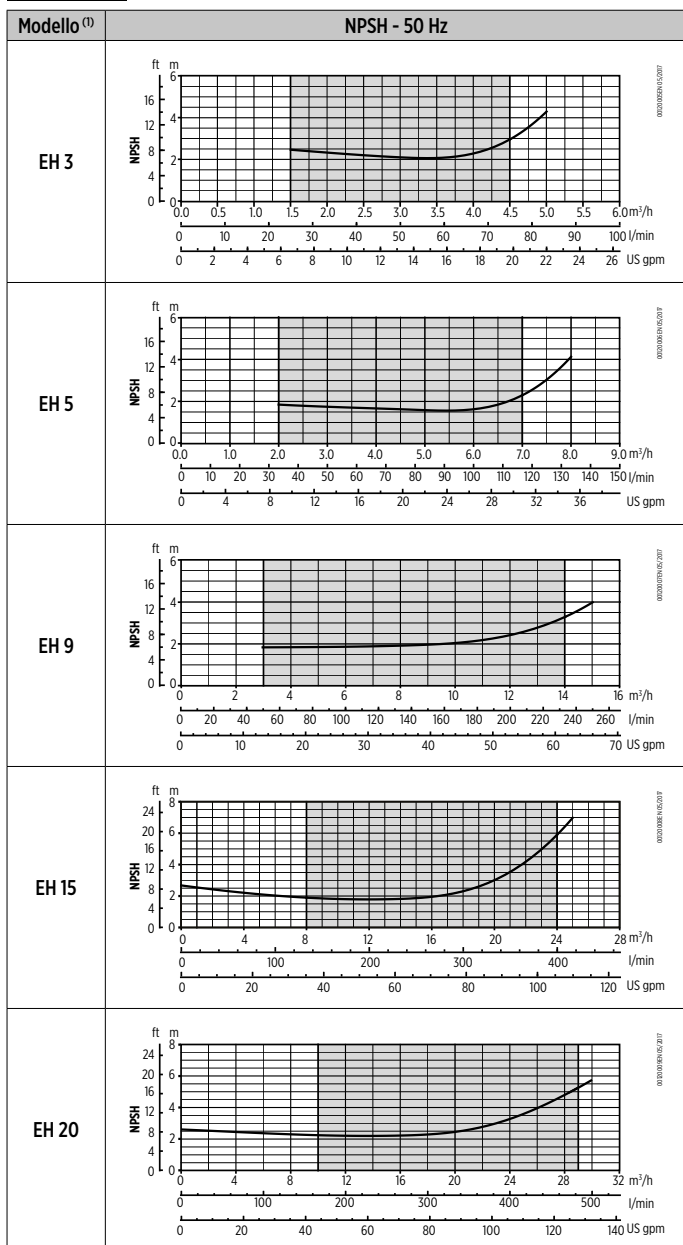 Modello (1) NPSH - 50 Hz
EH 3
ft m
NPSH
6
16
4
12
8
2
4
0 0
0.0 0.5 1.0 1.5 2.0 2.5 3.0 3.5 4.0 4.5 5.0 5.5 6.0 m³/h
0 10 20 30 40 50 60 70 80 90 100 l/min
0 2 4 6 8 10 12 14 16 18 20 22 24 26 US gpm
EH 5
ft m
NPSH
6
16
4
12
8
2
4
0 0
0.0 1.0 2.0 3.0 4.0 5.0 6.0 7.0 8.0 9.0 m³/h
0 10 20 30 40 50 60 70 80 90 100 110 120 130 140 150 l/min
0 4 8 12 16 20 24 28 32 36 US gpm
EH 9
ft m
NPSH
6
16
4
12
8
2
4
0 0
0 2 4 6 8 10 12 14 16 m³/h
0 20 40 60 80 100 120 140 160 180 200 220 240 260 l/min
0 10 20 30 40 50 60 70 US gpm
EH 15
ft m
NPSH
8
24
20 6
16
4
12
8 2
4
0 0
0 4 8 12 16 20 24 28 m³/h
0 100 200 300 400 l/min
0 20 40 60 80 100 120 US gpm
EH 20
ft m
NPSH
8
24
20 6
16
4
12
8 2
4
0 0
0 4 8 12 16 20 24 28 32 m³/h
0 100 200 300 400 500 l/min
0 20 40 60 80 100 120 140 US gpm